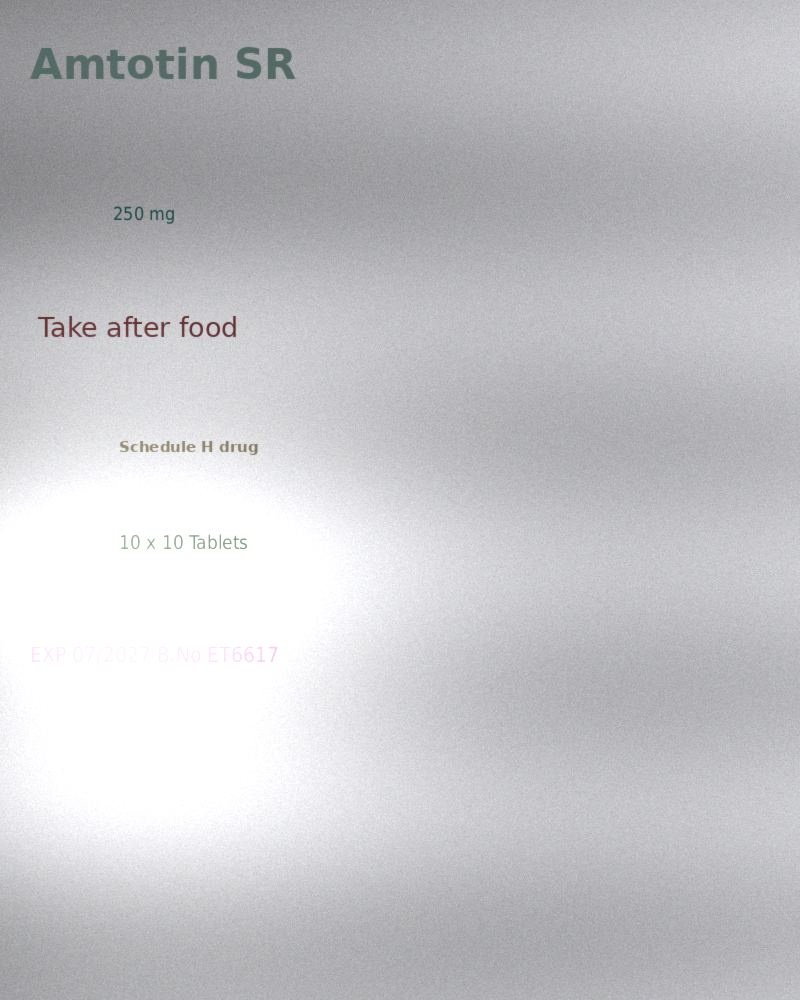 Amtotin SR
250 mg
Take after food
Schedule H drug
10 x 10 Tablets
EXP 07/2027 B.No ET6617